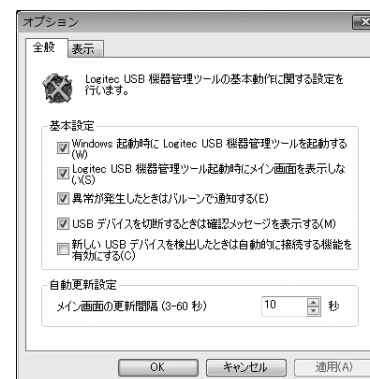 オプション
全般
表示
Logitec USB 機器管理ツールの基本動作に関する設定を
行います。
基本設定
Windows 起動時に Logitec USB 機器管理ツールを起動する
(W)
Logitec USB 機器管理ツール起動時にメイン画面を表示しな
い(S)
異常が発生したときはバルーンで通知する(E)
USB デバイスを切断するときは確認メッセージを表示する(M)
新しい USB デバイスを検出したときは自動的に接続する機能を
有効にする(C)
自動更新設定
メイン画面の更新間隔 (3-60 秒)
10
秒
OK
キャンセル
適用(A)